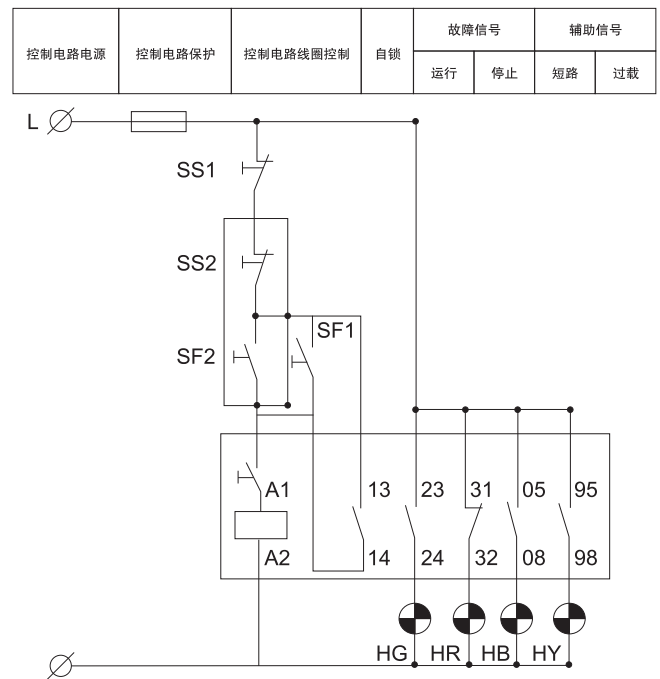 控制电路电源 控制电路保护 控制电路线圈控制 自锁 故障信号 辅助信号
运行 停止 短路 过载
L
SS1
SS2
SF1
SF2
A1 13 23 31 05 95
A2 14 24 32 08 98
HG HR HB HY